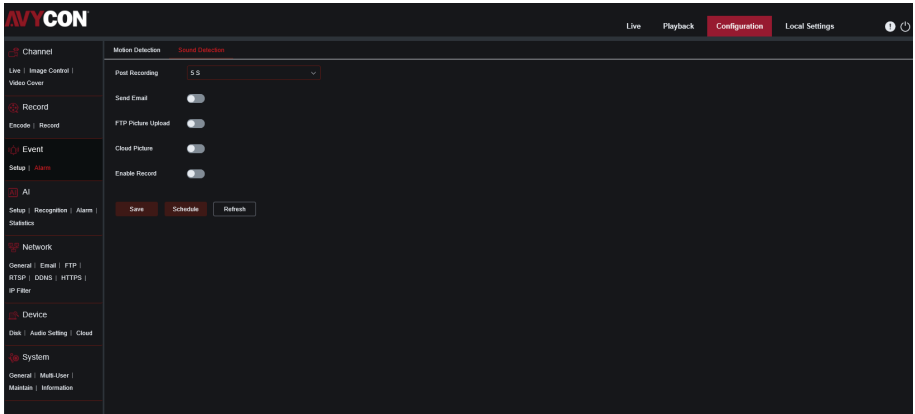 AVYCON
Live Playback Configuration Local Settings
Channel
Live | Image Control |
Video Cover
Record
Encode | Record
Event
Setup | Alarm
AI
Setup | Recognition | Alarm |
Statistics
Network
General | Email | FTP |
RTSP | DDNS | HTTPS |
IP Filter
Device
Disk | Audio Setting | Cloud
System
General | Multi-User |
Maintain | Information
Motion Detection Sound Detection
Post Recording 5 S
Send Email
FTP Picture Upload
Cloud Picture
Enable Record
Save Schedule Refresh